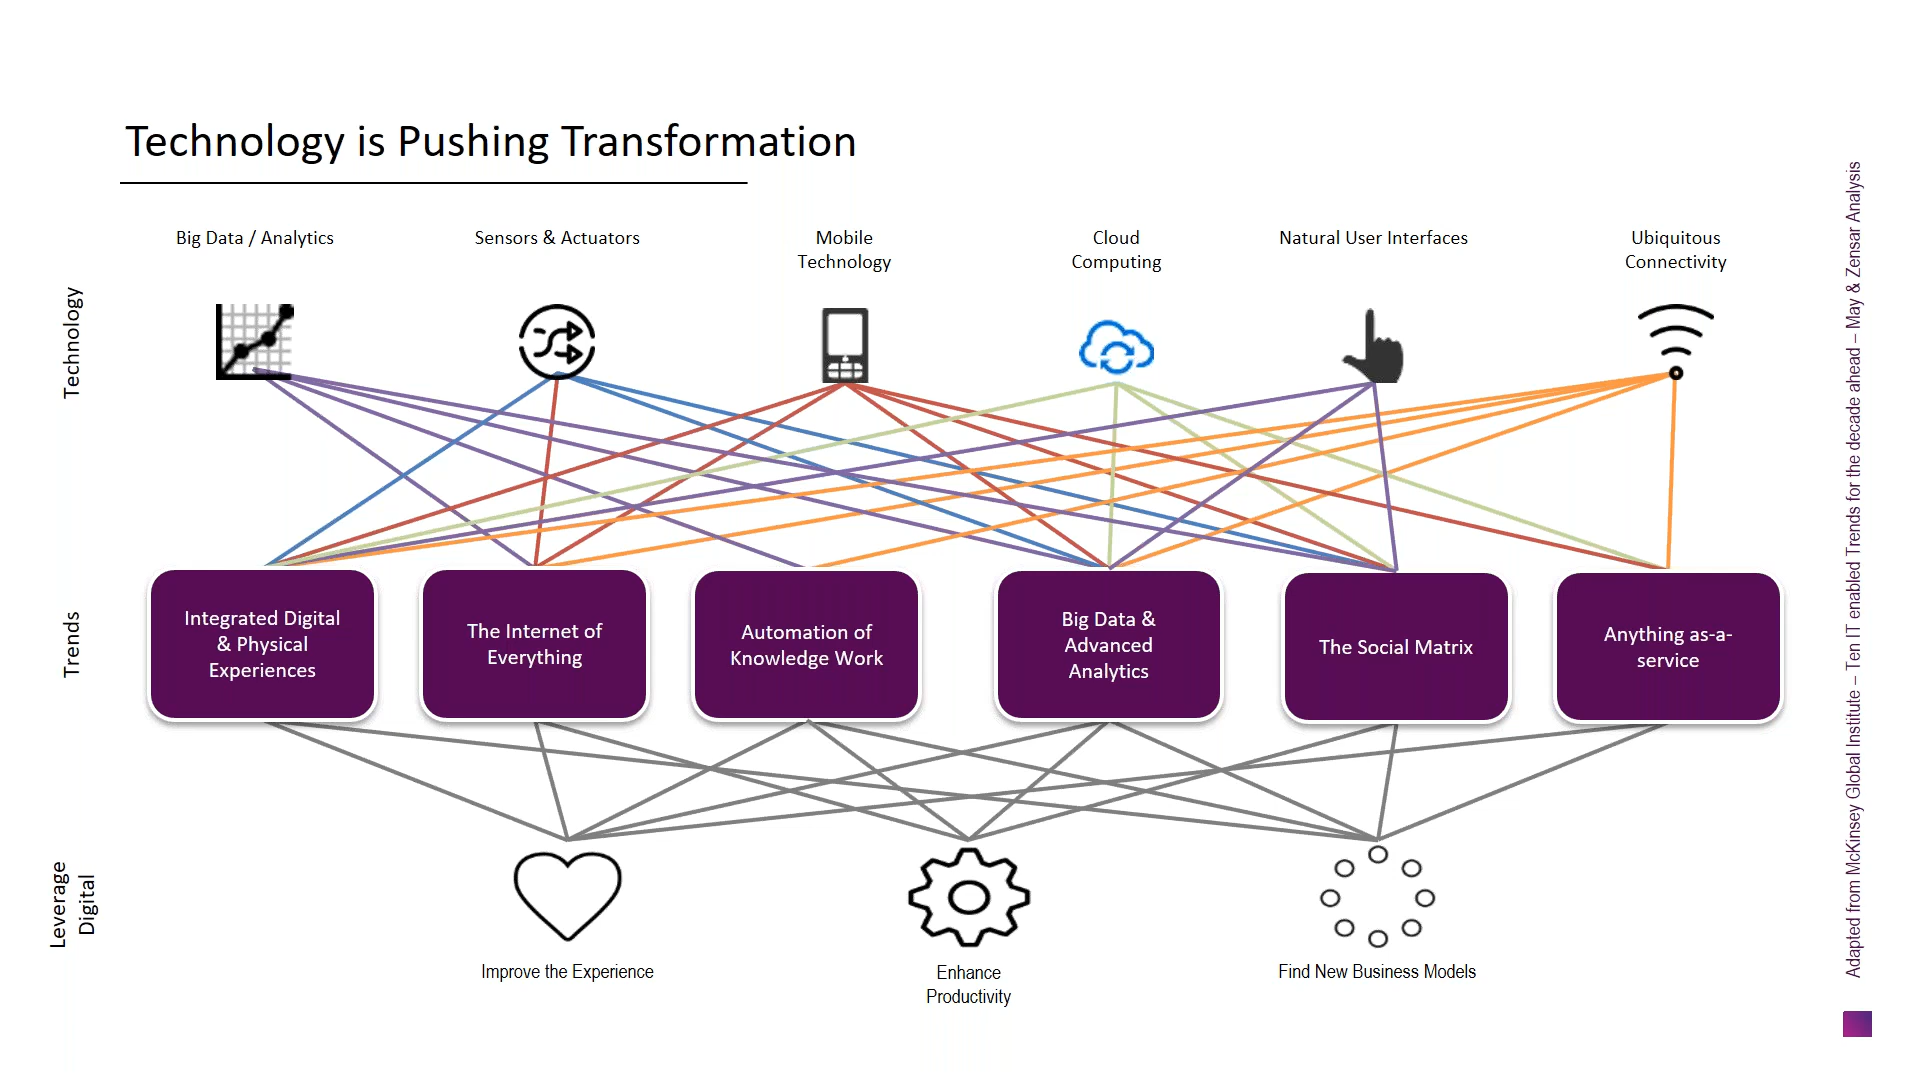 Technology is Pushing Transformation
Big Data / Analytics
Sensors & Actuators
Mobile
Technology
Cloud
Computing
Natural User Interfaces
Ubiquitous
Connectivity
Technology
Trends
Integrated Digital
& Physical
Experiences
The Internet of
Everything
Automation of
Knowledge Work
Big Data &
Advanced
Analytics
The Social Matrix
Anything as-a-
service
Leverage
Digital
Improve the Experience
Enhance
Productivity
Find New Business Models
Adapted from McKinsey Global Institute – Ten IT enabled Trends for the decade ahead – May & Zensar Analysis